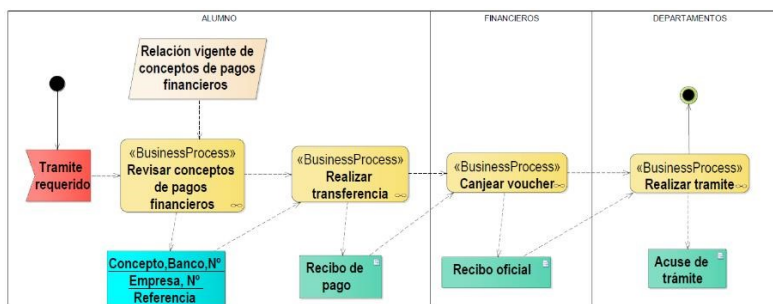 ALUMNO
FINANCIEROS
DEPARTAMENTOS
Relación vigente de
conceptos de pagos
financieros
Tramite
requerido
«BusinessProcess»
Revisar conceptos
de pagos
financieros
«BusinessProcess»
Realizar
transferencia
«BusinessProcess»
Canjear voucher
«BusinessProcess»
Realizar tramite
Concepto,Banco,Nº
Empresa, Nº
Referencia
Recibo de
pago
Recibo oficial
Acuse de
trámite